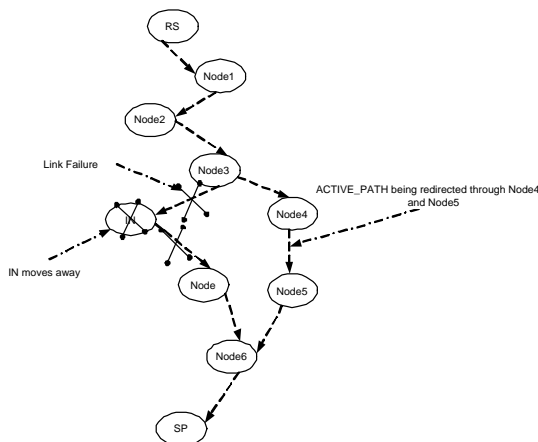 RS
Node1
Node2
Link Failure
Node3
ACTIVE_PATH being redirected through Node4
and Node5
Node4
IN
IN moves away
Node
Node5
Node6
SP